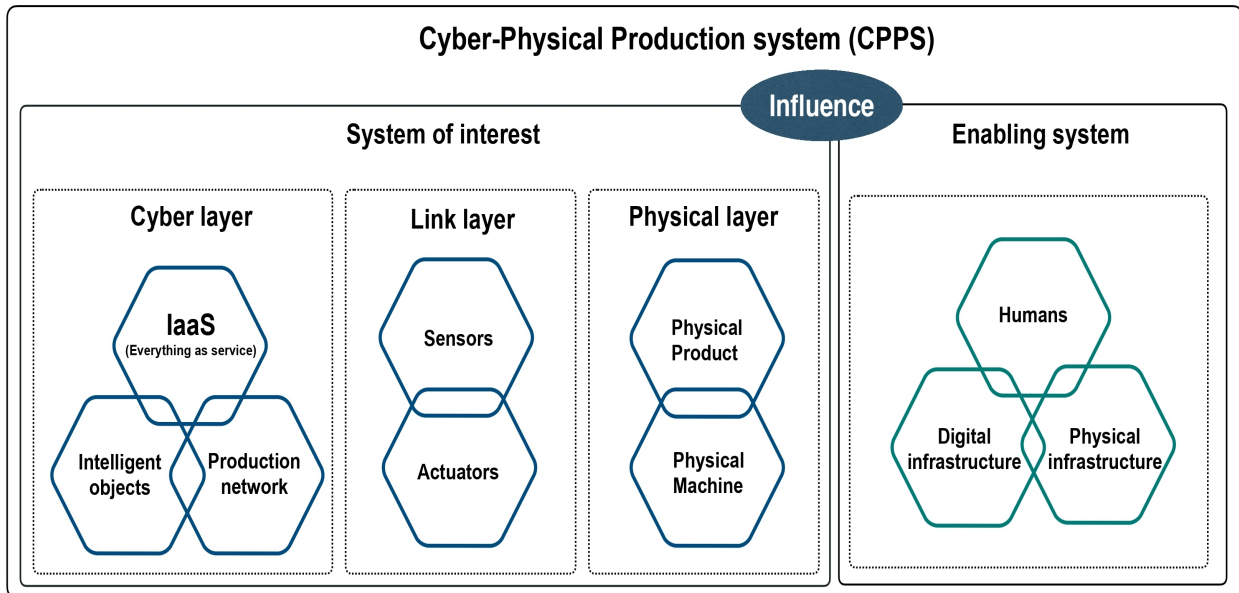 Cyber-Physical Production system (CPPS)
Influence
System of interest
Enabling system
Cyber layer
IaaS
(Everything as service)
Intelligent
objects
Production
network
Link layer
Sensors
Actuators
Physical layer
Physical
Product
Physical
Machine
Humans
Digital
infrastructure
Physical
infrastructure